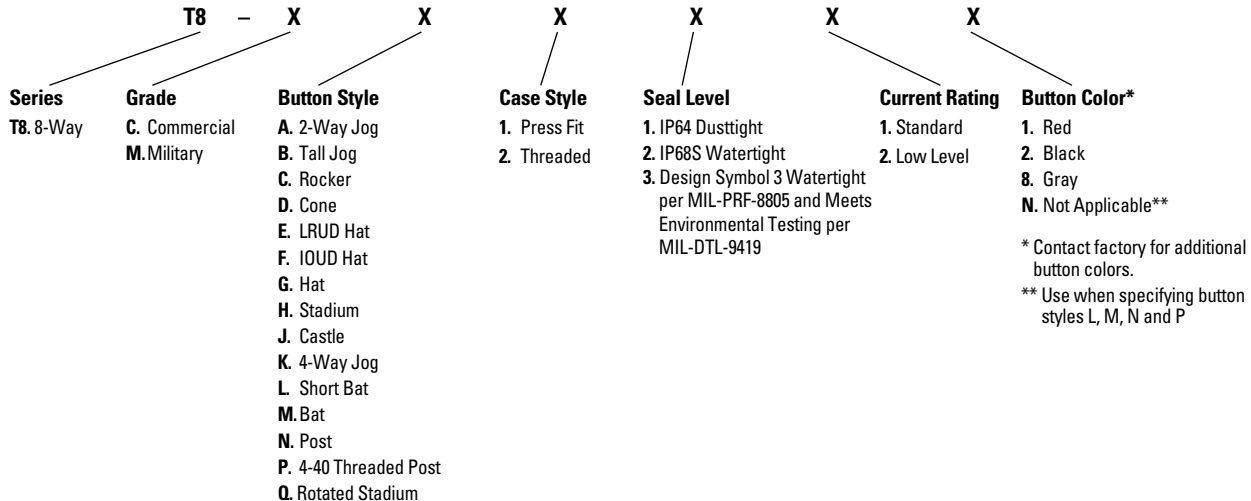 T8 – X X X X X X
Series
T8. 8-Way
Grade
C. Commercial
M. Military
Button Style
A. 2-Way Jog
B. Tall Jog
C. Rocker
D. Cone
E. LRUD Hat
F. IOUD Hat
G. Hat
H. Stadium
J. Castle
K. 4-Way Jog
L. Short Bat
M. Bat
N. Post
P. 4-40 Threaded Post
Q. Rotated Stadium
Case Style
1. Press Fit
2. Threaded
Seal Level
1. IP64 Dusttight
2. IP68S Watertight
3. Design Symbol 3 Watertight
per MIL-PRF-8805 and Meets
Environmental Testing per
MIL-DTL-9419
Current Rating
1. Standard
2. Low Level
Button Color*
1. Red
2. Black
8. Gray
N. Not Applicable**
* Contact factory for additional
button colors.
** Use when specifying button
styles L, M, N and P